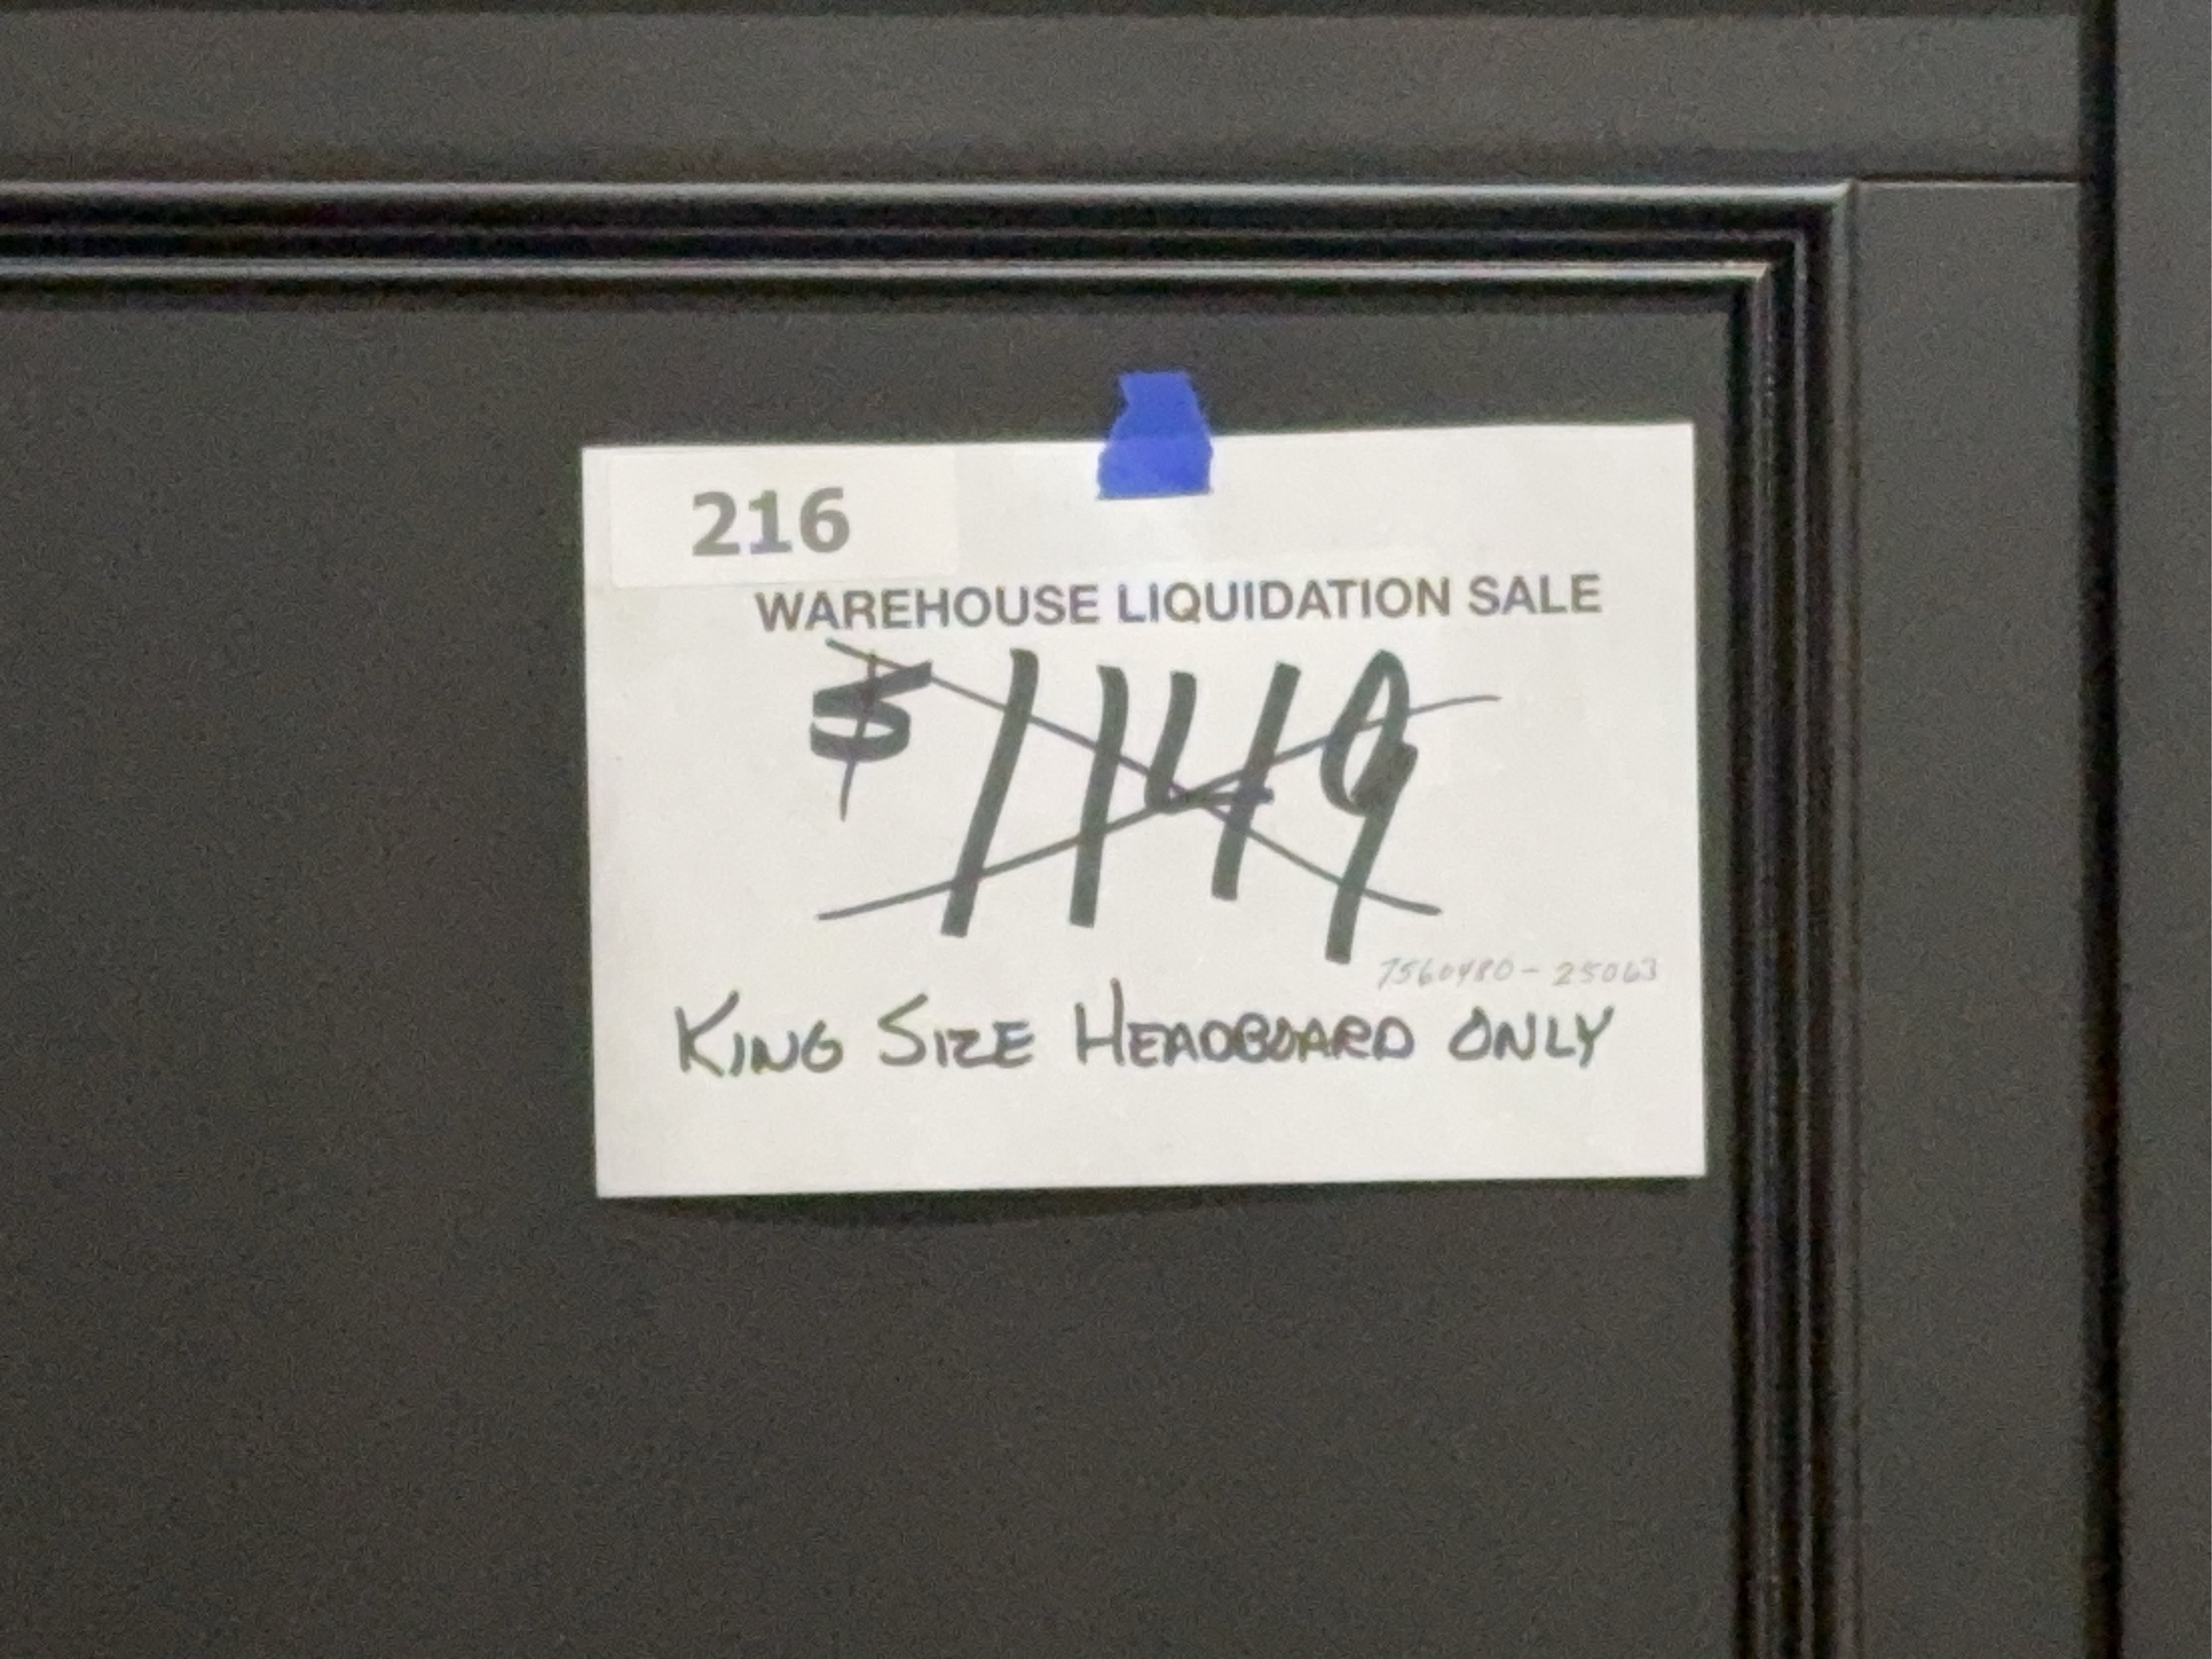 216
WAREHOUSE LIQUIDATION SALE
$1149
7560480-25063
KING SIZE HEADBOARD ONLY